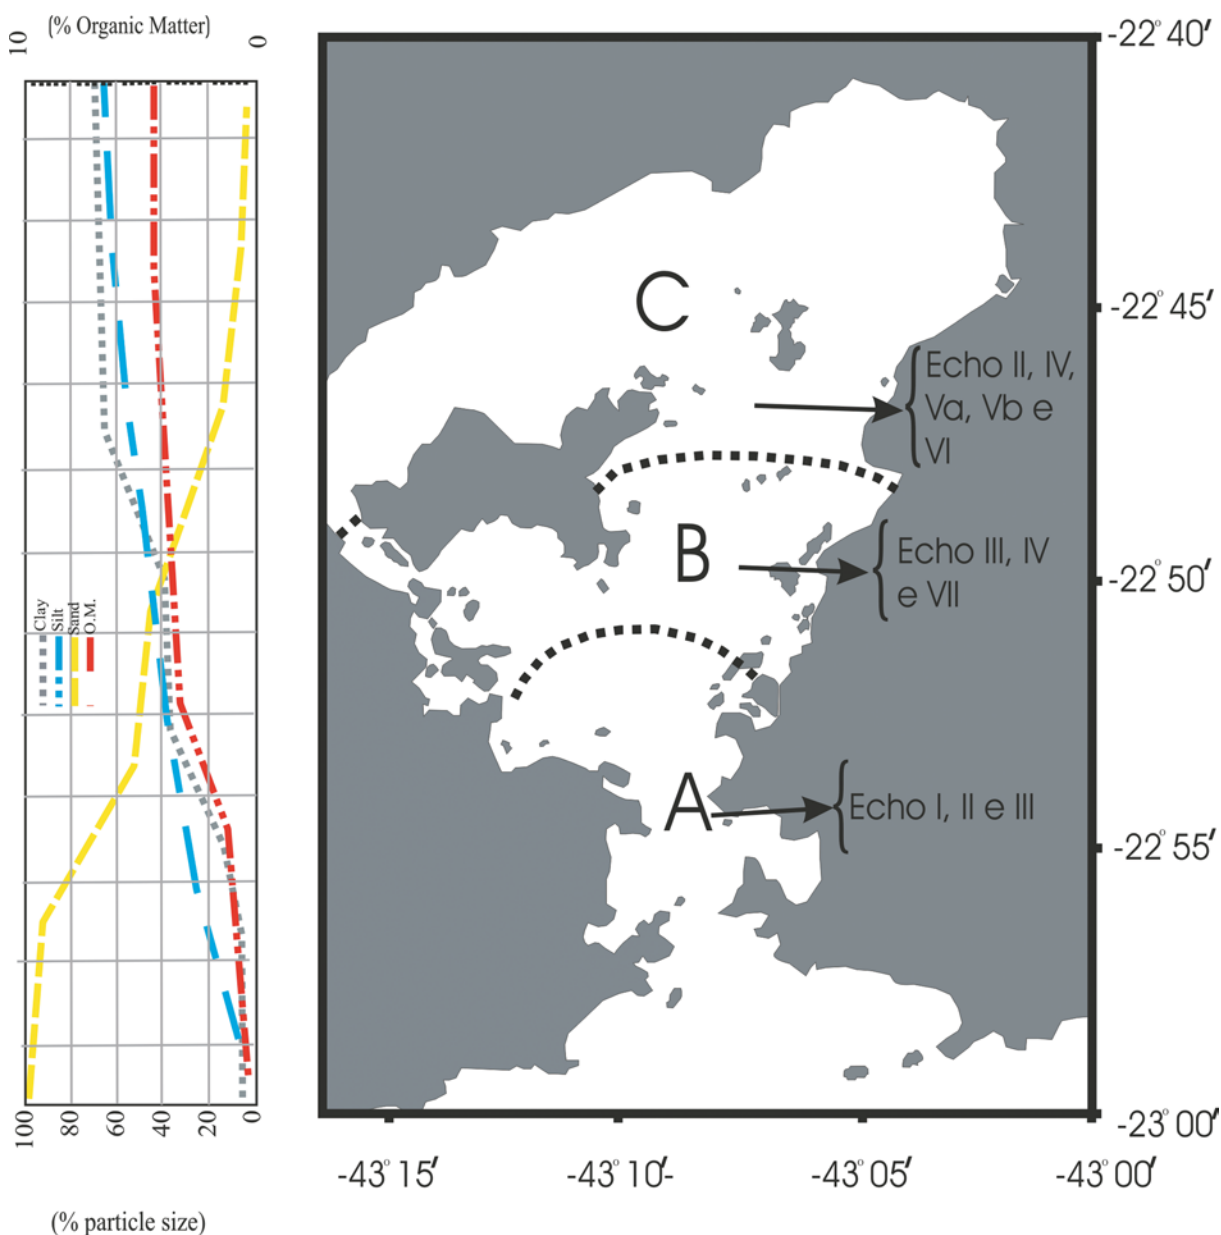 (% Organic Matter)
10
0
Clay
Silt
Sand
O.M.
100
80
60
40
20
0
(% particle size)
C
B
A
Echo II, IV,
Va, Vb e
VI
Echo III, IV
e VII
Echo I, II e III
-22° 40'
-22° 45'
-22° 50'
-22° 55'
-23° 00'
-43° 15'
-43° 10'-
-43° 05'
-43° 00'